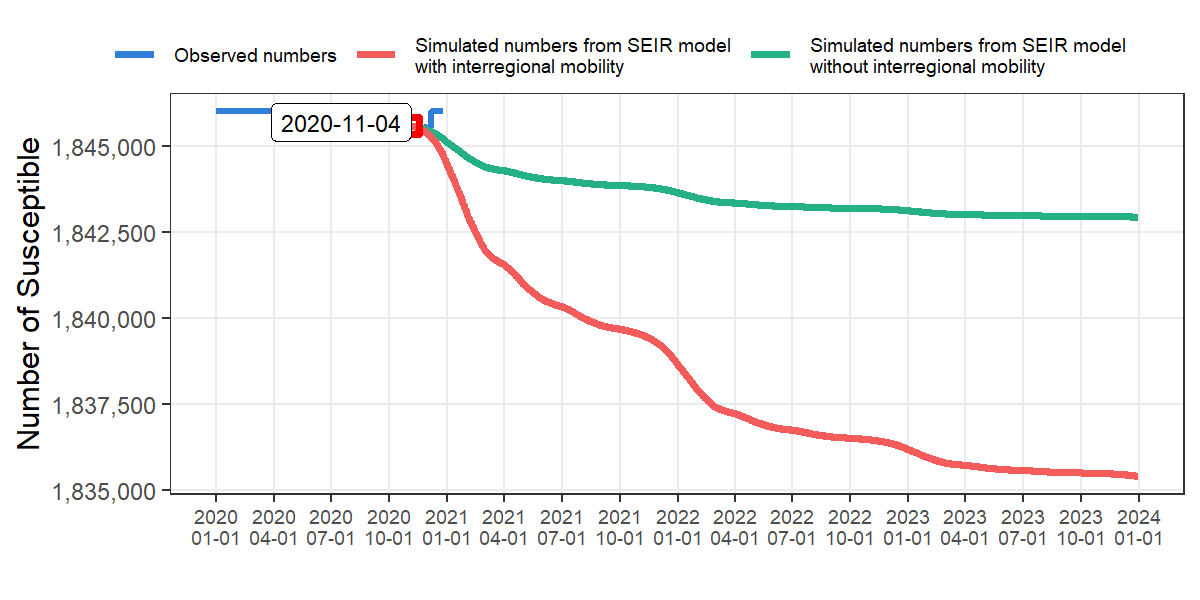 Observed numbers
Simulated numbers from SEIR model
with interregional mobility
Simulated numbers from SEIR model
without interregional mobility
2020-11-04
Number of Susceptible
1,845,000
1,842,500
1,840,000
1,837,500
1,835,000
2020 2020 2020 2020 2021 2021 2021 2021 2022 2022 2022 2022 2023 2023 2023 2023 2024
01-01 04-01 07-01 10-01 01-01 04-01 07-01 10-01 01-01 04-01 07-01 10-01 01-01 04-01 07-01 10-01 01-01